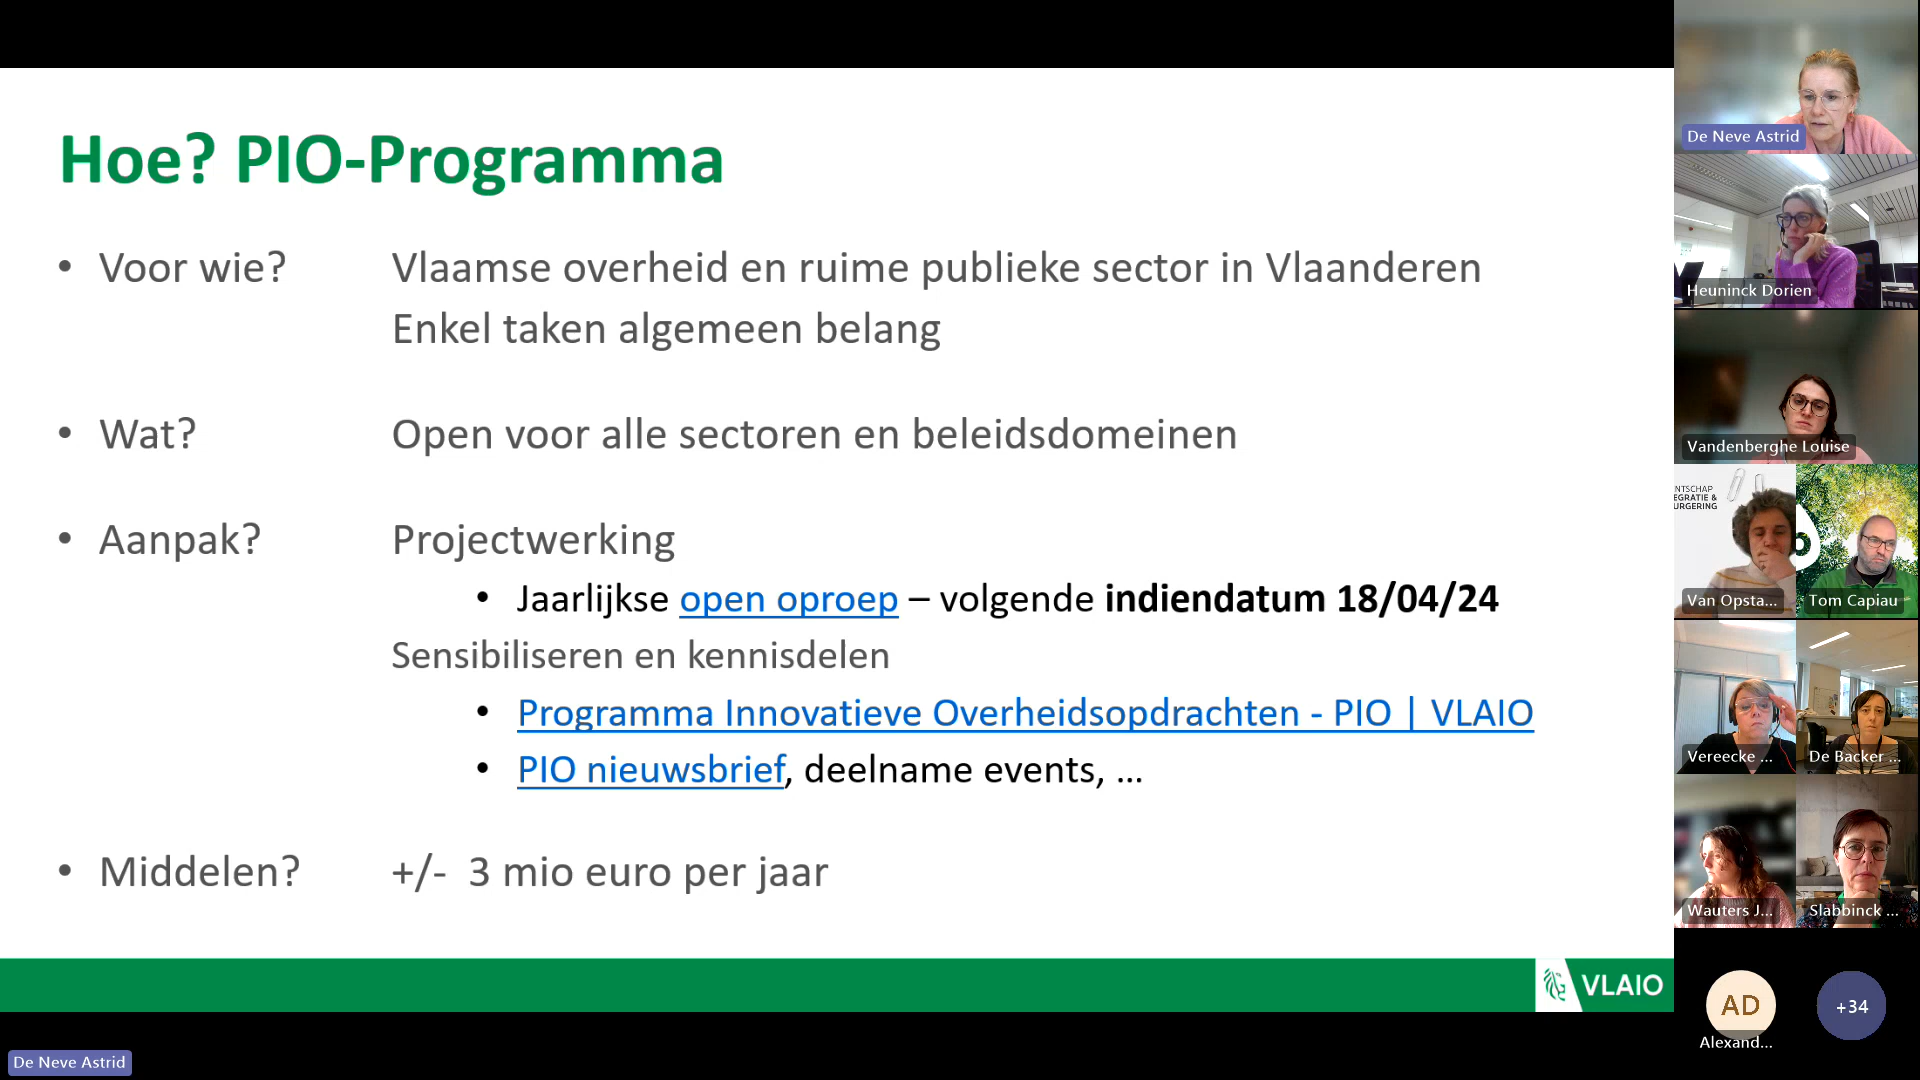 Hoe? PIO-Programma
• Voor wie? Vlaamse overheid en ruime publieke sector in Vlaanderen
Enkel taken algemeen belang
• Wat? Open voor alle sectoren en beleidsdomeinen
• Aanpak? Projectwerking
• Jaarlijkse open oproep – volgende indiendatum 18/04/24
Sensibiliseren en kennisdelen
• Programma Innovatieve Overheidsopdrachten - PIO | VLAIO
• PIO nieuwsbrief, deelname events, ...
• Middelen? +/- 3 mio euro per jaar
VLAIO
De Neve Astrid
De Neve Astrid
Heuninck Dorien
Vandenberghe Louise
NTSCHAP
EGRATIE &
URGERING
Van Opsta...
Tom Capiau
Vereecke ...
De Backer ...
Wauters J...
Slabbinck ...
AD
Alexand...
+34